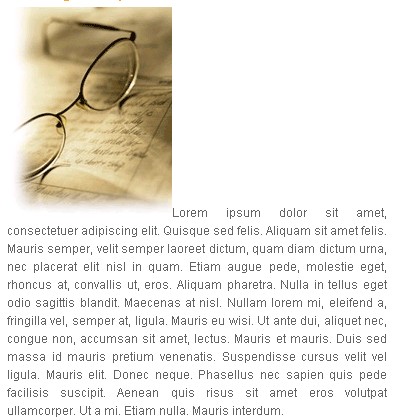 Lorem ipsum dolor sit amet,
consectetuer adipiscing elit. Quisque sed felis. Aliquam sit amet felis.
Mauris semper, velit semper laoreet dictum, quam diam dictum urna,
nec placerat elit nisl in quam. Etiam augue pede, molestie eget,
rhoncus at, convallis ut, eros. Aliquam pharetra. Nulla in tellus eget
odio sagittis blandit. Maecenas at nisl. Nullam lorem mi, eleifend a,
fringilla vel, semper at, ligula. Mauris eu wisi. Ut ante dui, aliquet nec,
congue non, accumsan sit amet, lectus. Mauris et mauris. Duis sed
massa id mauris pretium venenatis. Suspendisse cursus velit vel
ligula. Mauris elit. Donec neque. Phasellus nec sapien quis pede
facilisis suscipit. Aenean quis risus sit amet eros volutpat
ullamcorper. Ut a mi. Etiam nulla. Mauris interdum.